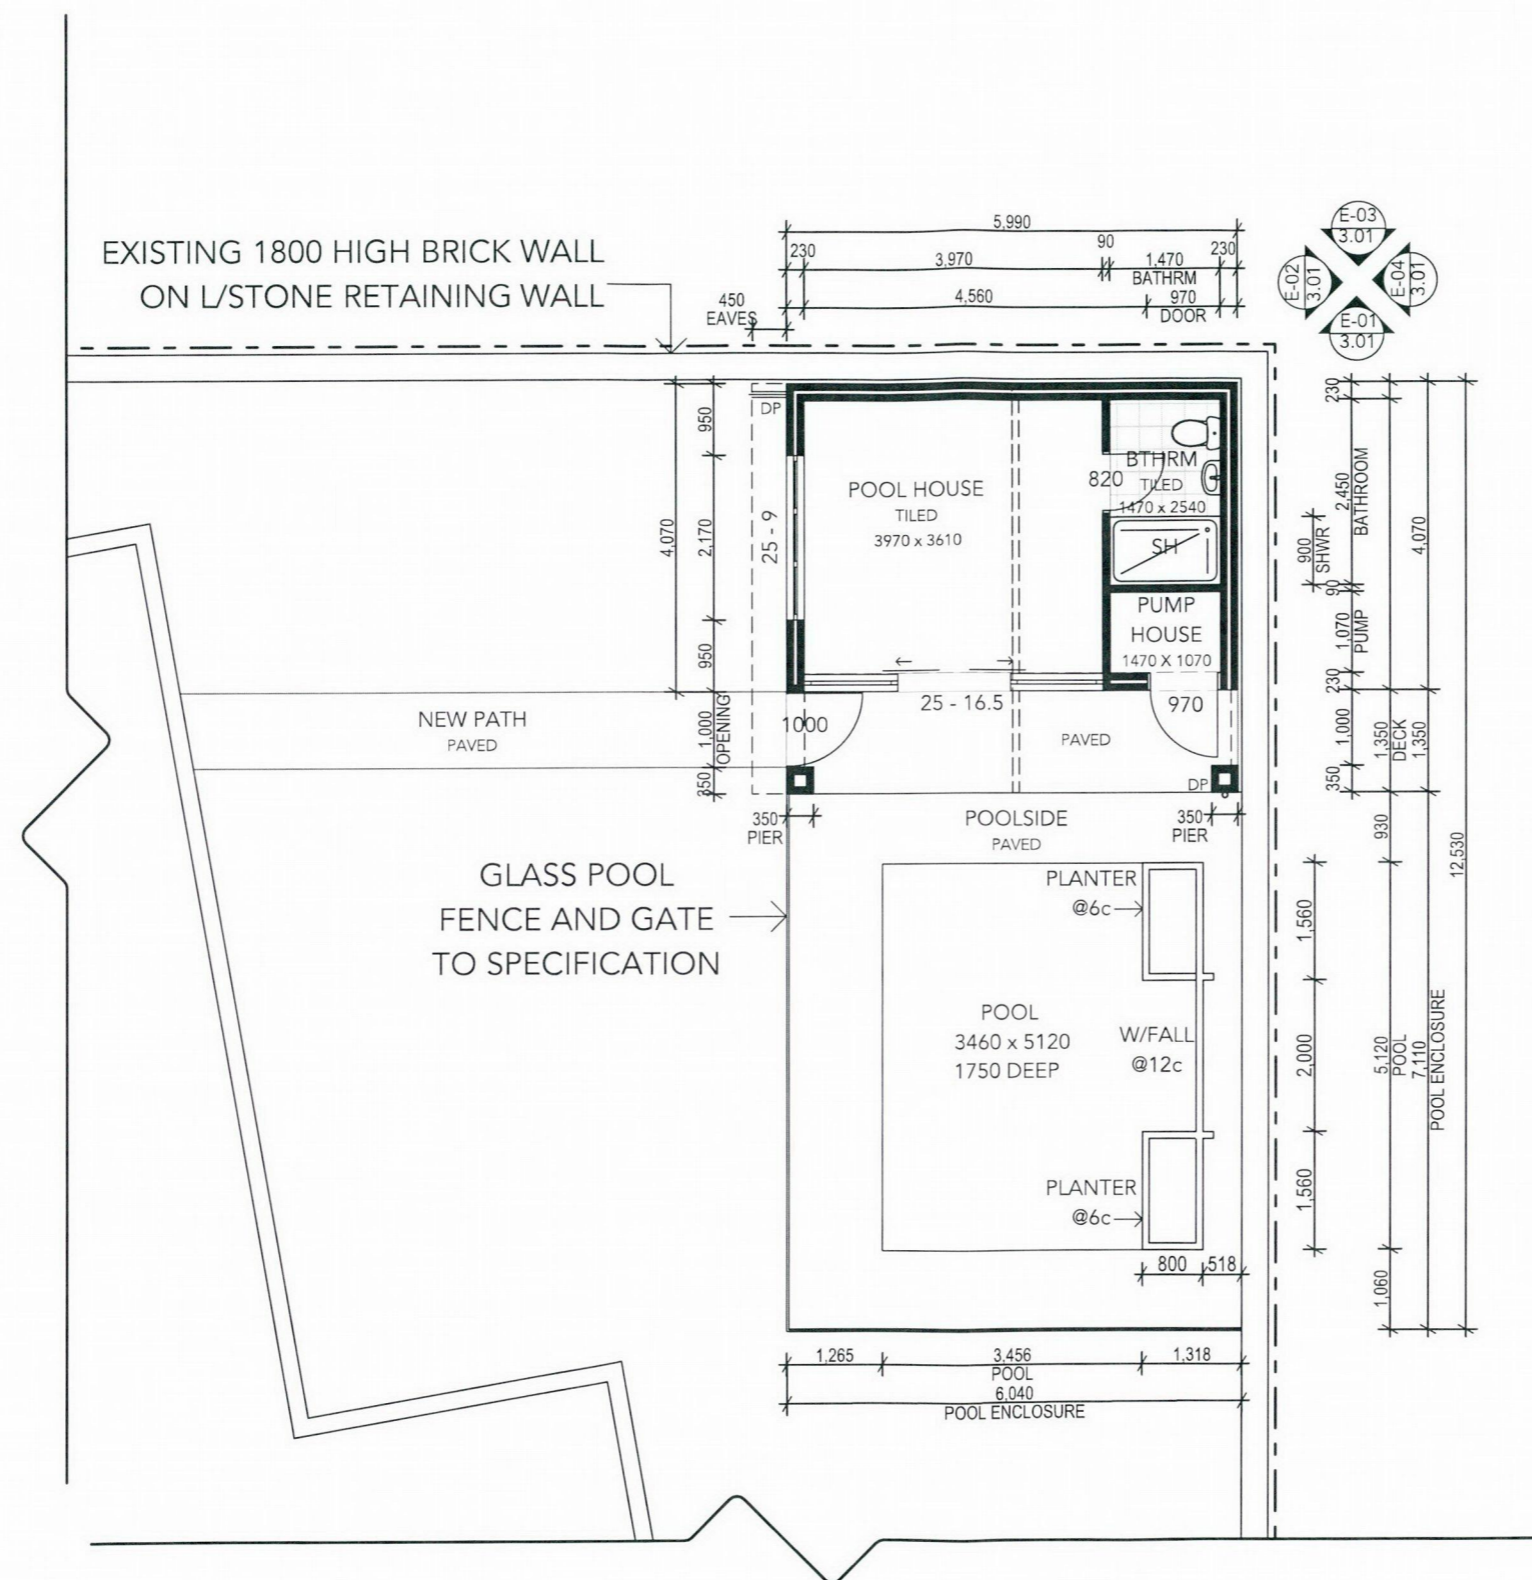 5,990
230
3,970
90
1,470
230
BATHRM
4,560
970
DOOR
450
EAVES
E-03
3.01
E-02
3.01
E-04
3.01
E-01
3.01
EXISTING 1800 HIGH BRICK WALL
ON L/STONE RETAINING WALL
DP
950
2,170
950
4,070
1,000
OPENING
350
25 - 9
POOL HOUSE
TILED
3970 x 3610
820
BTHRM
TILED
1470 x 2540
SH
PUMP
HOUSE
1470 X 1070
25 - 16.5
970
1000
PAVED
DP
NEW PATH
PAVED
350
PIER
350
PIER
POOLSIDE
PAVED
GLASS POOL
FENCE AND GATE
TO SPECIFICATION
PLANTER
@6c
POOL
3460 x 5120
1750 DEEP
W/FALL
@12c
PLANTER
@6c
800
518
1,265
3,456
1,318
POOL
6,040
POOL ENCLOSURE
900
SHWR
230
2,450
BATHROOM
90
1,070
PUMP
230
1,000
350
4,070
1,350
DECK
1,350
930
1,560
2,000
1,560
5,120
POOL
7,110
POOL ENCLOSURE
1,060
12,530